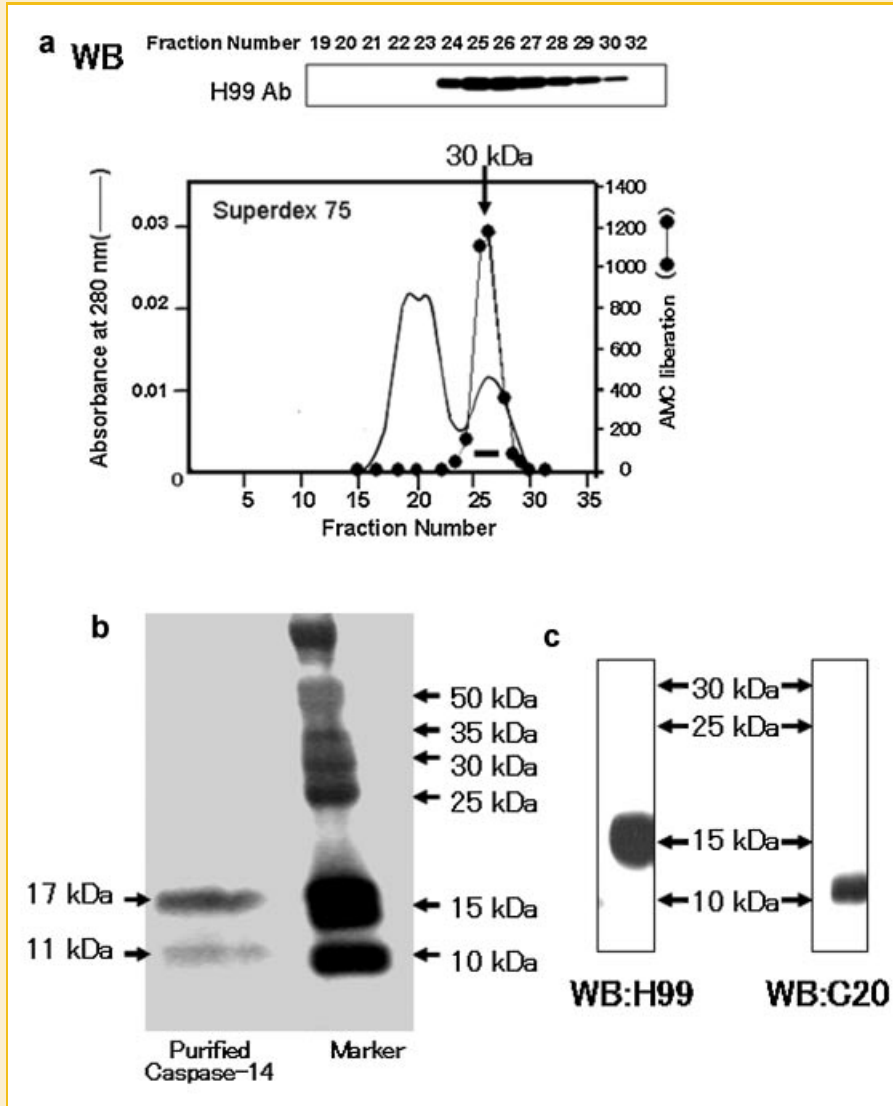 a WB Fraction Number 19 20 21 22 23 24 25 26 27 28 29 30 32
H99 Ab
30 kDa
Superdex 75
Absorbance at 280 nm(——)
0.03
0.02
0.01
0
1400
1200
1000
800
600
400
200
0
AMC liberation (●—●)
5 10 15 20 25 30 35
Fraction Number
b
50 kDa
35 kDa
30 kDa
25 kDa
17 kDa
15 kDa
11 kDa
10 kDa
Purified Marker
Caspase-14
c
30 kDa
25 kDa
15 kDa
10 kDa
WB:H99 WB:C20